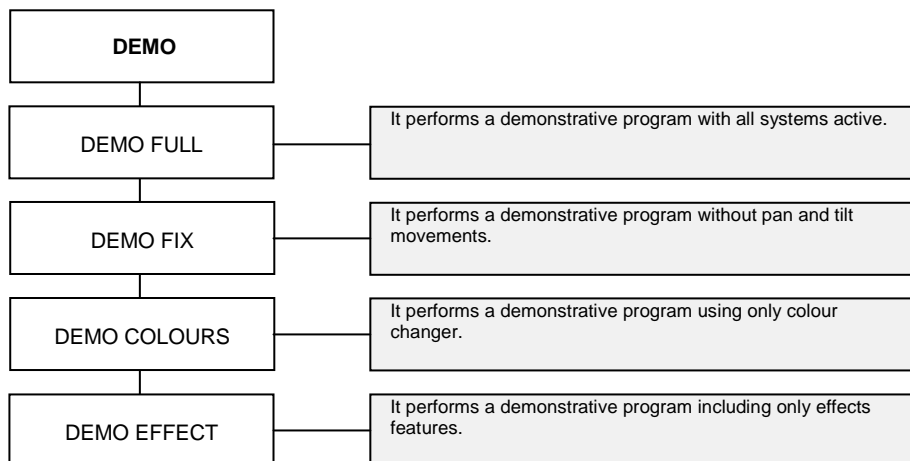 DEMO
DEMO FULL
It performs a demonstrative program with all systems active.
DEMO FIX
It performs a demonstrative program without pan and tilt
movements.
DEMO COLOURS
It performs a demonstrative program using only colour
changer.
DEMO EFFECT
It performs a demonstrative program including only effects
features.